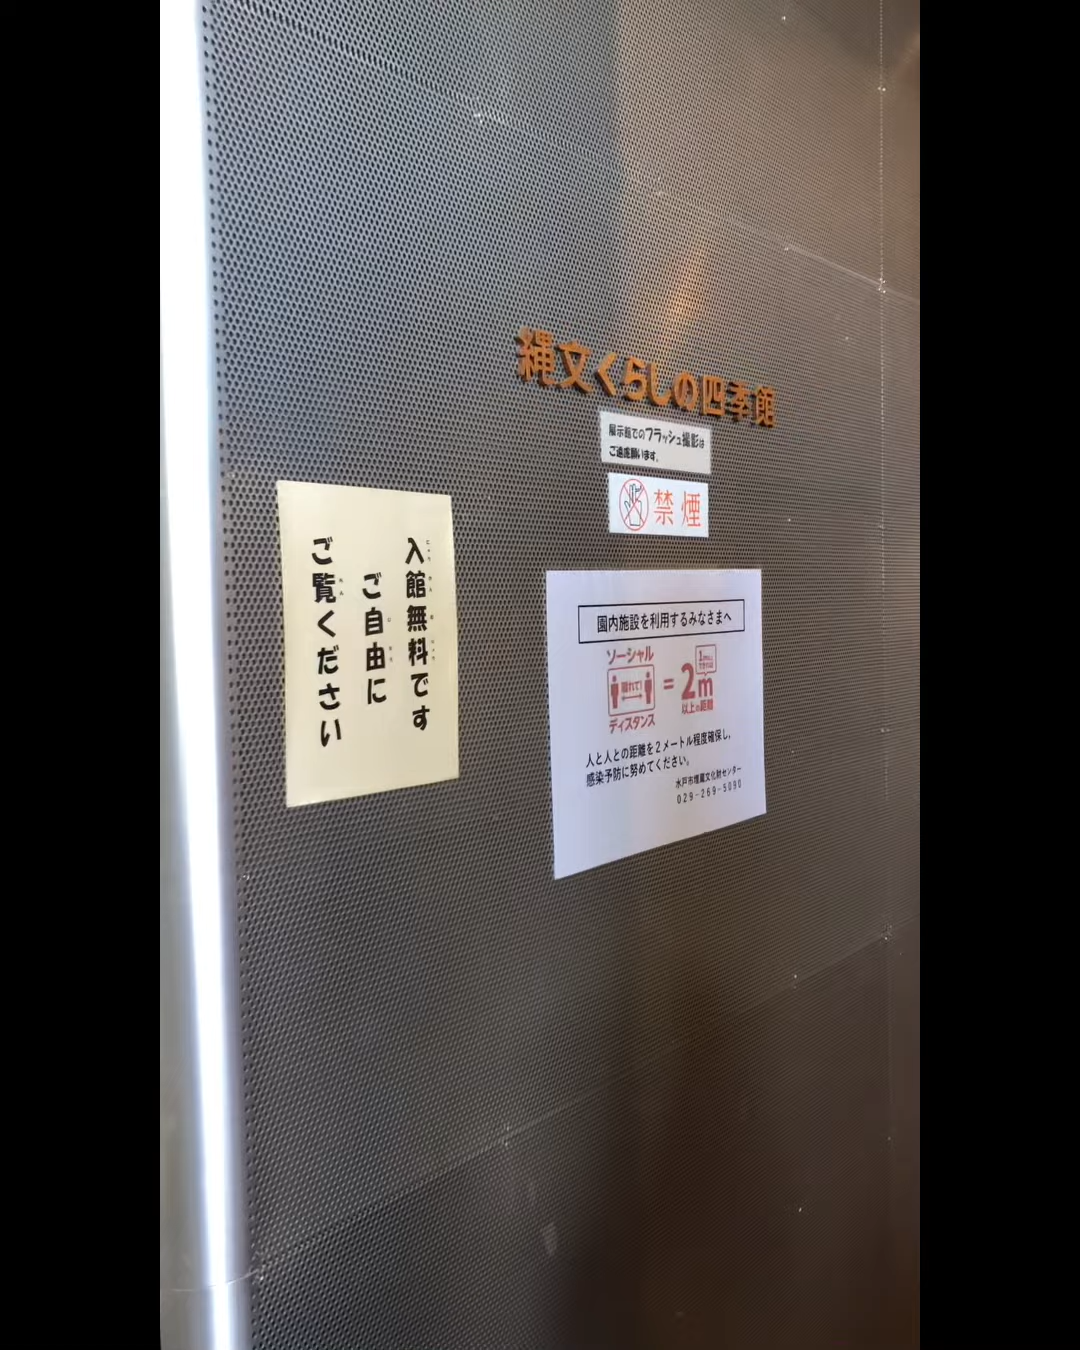 縄文くらしの四季館
展示館でのフラッシュ撮影は
ご遠慮願います。
禁煙
入館無料です
ご自由に
ご覧ください
園内施設を利用するみなさまへ
ソーシャル
離れて!
ディスタンス
=
2m
以上の距離
人と人との距離を2メートル程度確保し、
感染予防に努めてください。
水戸市埋蔵文化財センター
029-269-5090